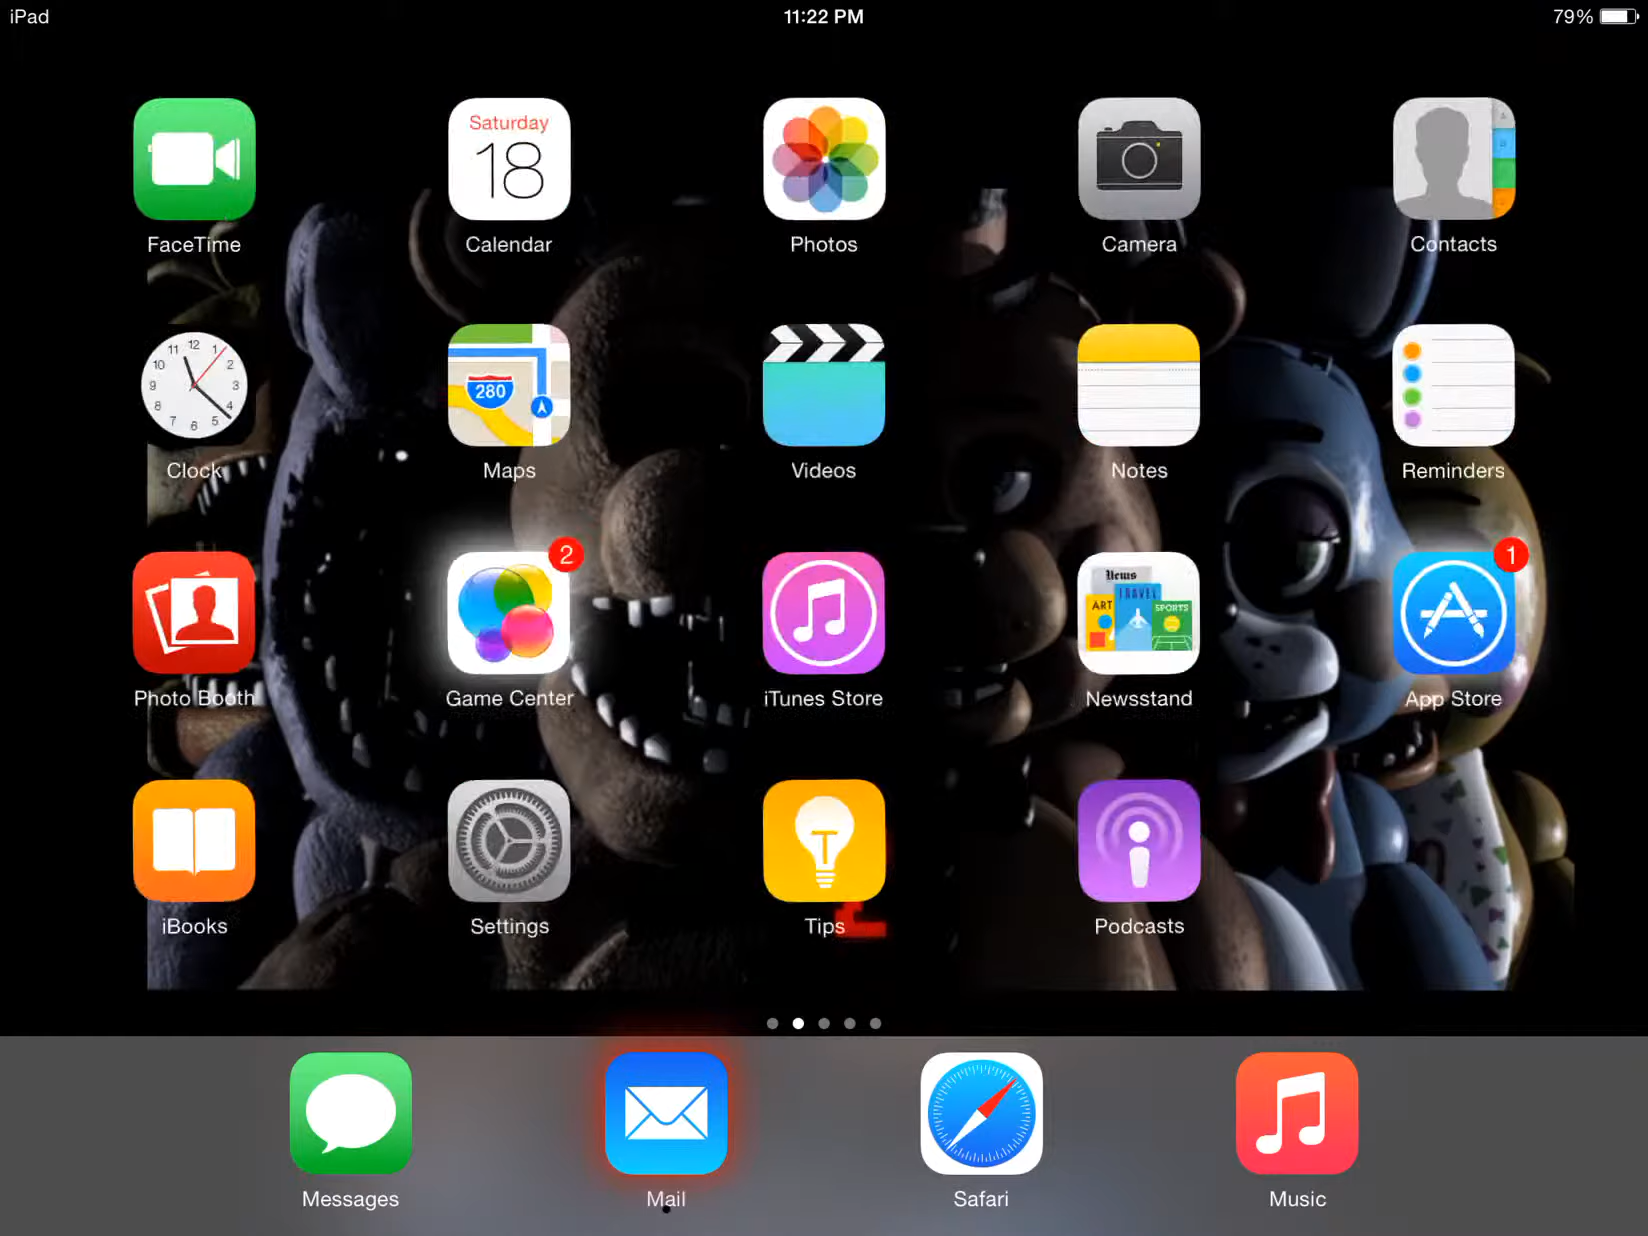 iPad 11:22 PM 79%
Saturday
18
FaceTime Calendar Photos Camera Contacts
11 12 1
10 2
9 3
8 4
7 6 5
280
Clock Maps Videos Notes Reminders
2
1
News
TRAVEL
ART SPORTS
Photo Booth Game Center iTunes Store Newsstand App Store
T
iBooks Settings Tips Podcasts
Messages Mail Safari Music